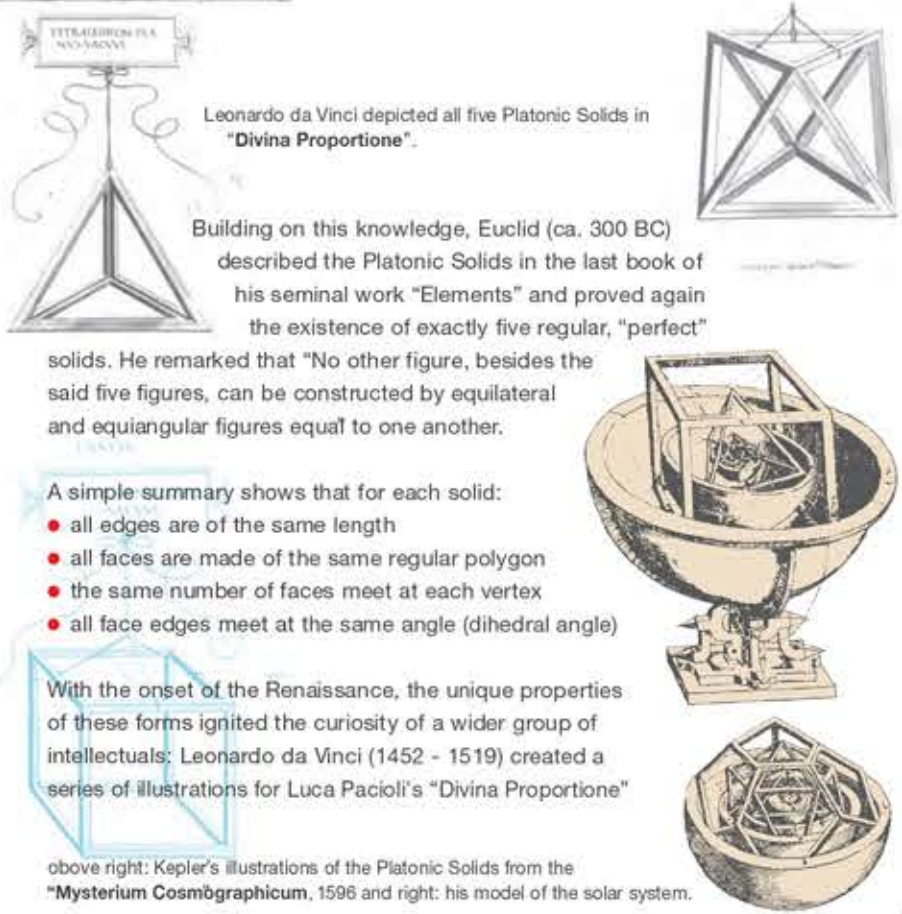 TETRAEDRON PLA
NVS VACVVS
Leonardo da Vinci depicted all five Platonic Solids in
“Divina Proportione”.
Building on this knowledge, Euclid (ca. 300 BC)
described the Platonic Solids in the last book of
his seminal work “Elements” and proved again
the existence of exactly five regular, “perfect”
solids. He remarked that “No other figure, besides the
said five figures, can be constructed by equilateral
and equiangular figures equal” to one another.
A simple summary shows that for each solid:
● all edges are of the same length
● all faces are made of the same regular polygon
● the same number of faces meet at each vertex
● all face edges meet at the same angle (dihedral angle)
With the onset of the Renaissance, the unique properties
of these forms ignited the curiosity of a wider group of
intellectuals: Leonardo da Vinci (1452 - 1519) created a
series of illustrations for Luca Pacioli's “Divina Proportione”
obove right: Kepler's illustrations of the Platonic Solids from the
“Mysterium Cosmographicum, 1596 and right: his model of the solar system.